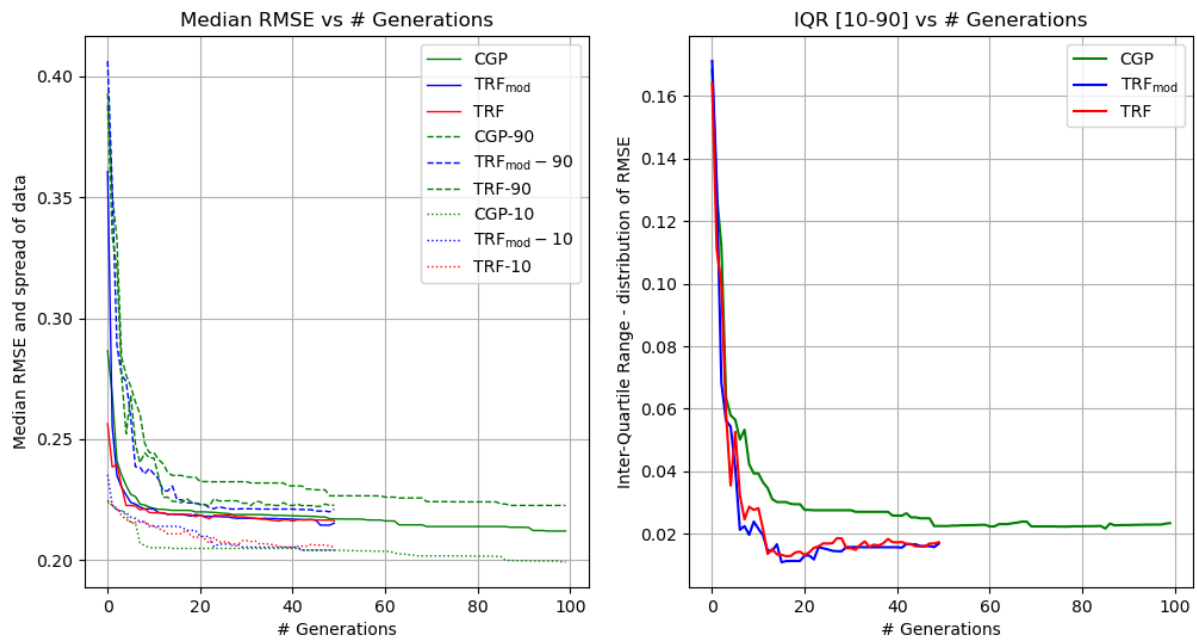 Median RMSE vs # Generations
Median RMSE and spread of data
0.40
0.35
0.30
0.25
0.20
0
20
40
60
80
100
# Generations
CGP
TRFmod
TRF
CGP-90
TRFmod − 90
TRF-90
CGP-10
TRFmod − 10
TRF-10
IQR [10-90] vs # Generations
Inter-Quartile Range - distribution of RMSE
0.16
0.14
0.12
0.10
0.08
0.06
0.04
0.02
0
20
40
60
80
100
# Generations
CGP
TRFmod
TRF